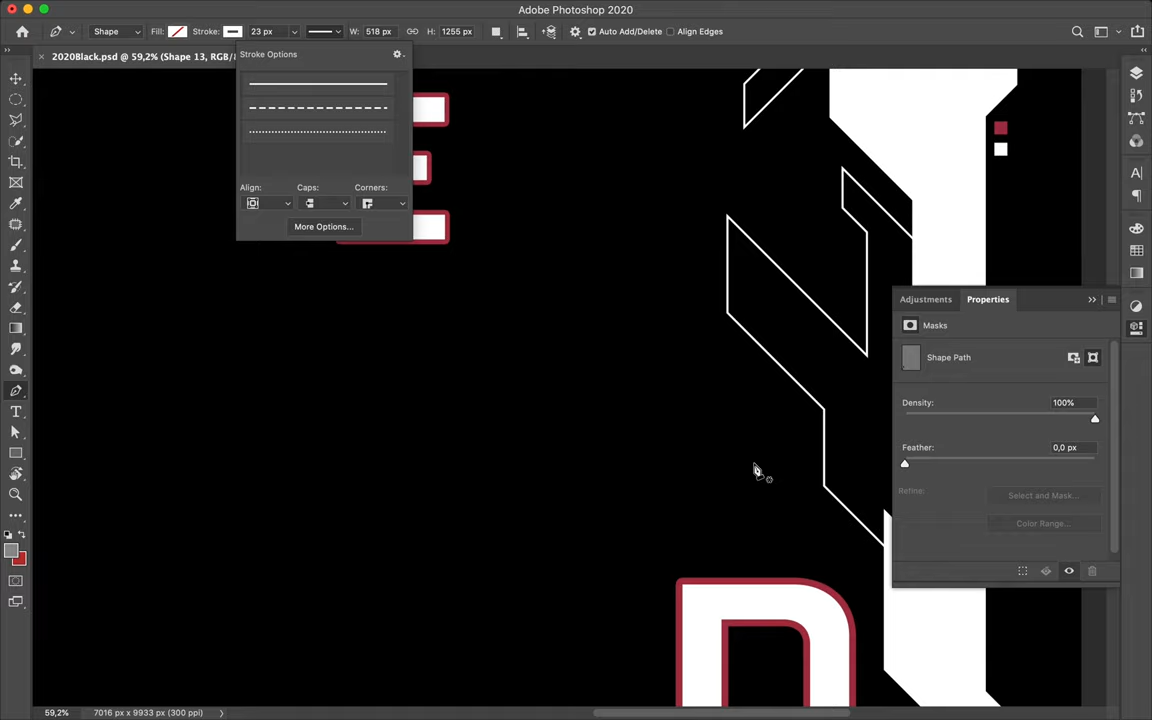 Adobe Photoshop 2020
Shape
Fill:
Stroke:
23 px
W: 518 px
H: 1255 px
Auto Add/Delete
Align Edges
2020Black.psd @ 59,2% (Shape 13, RGB/
Stroke Options
Align:
Caps:
Corners:
More Options...
Adjustments
Properties
Masks
Shape Path
Density:
100%
Feather:
0,0 px
Refine:
Select and Mask...
Color Range...
59,2%
7016 px x 9933 px (300 ppi)